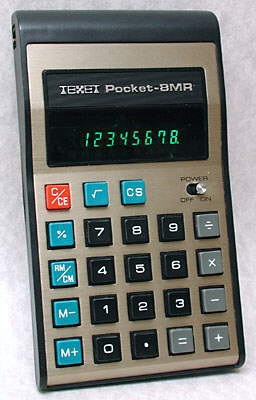 TEXET Pocket-8MR
12345678.
POWER
C/CE √ CS
OFF ON
% 7 8 9 ÷
RM/CM 4 5 6 ×
M- 1 2 3 -
M+ 0 . = +